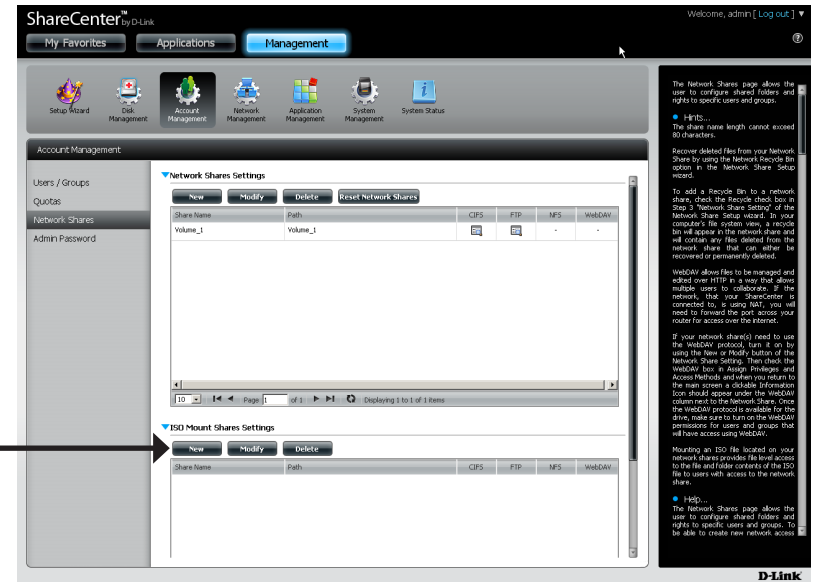 ShareCenter™ by D-Link
Welcome, admin [ Log out ] ▼
My Favorites
Applications
Management
?
Setup Wizard
Disk Management
Account Management
Network Management
Application Management
System Management
System Status
Account Management
Users / Groups
Quotas
Network Shares
Admin Password
Network Shares Settings
New Modify Delete Reset Network Shares
Share Name Path CIFS FTP NFS WebDAV
Volume_1 Volume_1 - -
10 Page 1 of 1 Displaying 1 to 1 of 1 items
ISO Mount Shares Settings
New Modify Delete
Share Name Path CIFS FTP NFS WebDAV
The Network Shares page allows the
user to configure shared folders and
rights to specific users and groups.
Hints...
The share name length cannot exceed
80 characters.
Recover deleted files from your Network
Share by using the Network Recycle Bin
option in the Network Share Setup
wizard.
To add a Recycle Bin to a network
share, check the Recycle check box in
Step 3 "Network Share Setting" of the
Network Share Setup wizard. In your
computer's file system view, a recycle
bin will appear in the network share and
will contain any files deleted from the
network share that can either be
recovered or permanently deleted.
WebDAV allows files to be managed and
edited over HTTP in a way that allows
multiple users to collaborate. If the
network, that your ShareCenter is
connected to, is using NAT, you will
need to forward the port across your
router for access over the internet.
If your network share(s) need to use
the WebDAV protocol, turn it on by
using the New or Modify button of the
Network Share Setting. Then check the
WebDAV box in Assign Privileges and
Access Methods and when you return to
the main screen a clickable Information
Icon should appear under the WebDAV
column next to the Network Share. Once
the WebDAV protocol is available for the
drive, make sure to turn on the WebDAV
permissions for users and groups that
will have access using WebDAV.
Mounting an ISO file located on your
network shares provides file level access
to the file and folder contents of the ISO
file to users with access to the network
share.
Help...
The Network Shares page allows the
user to configure shared folders and
rights to specific users and groups. To
be able to create new network access
D-Link